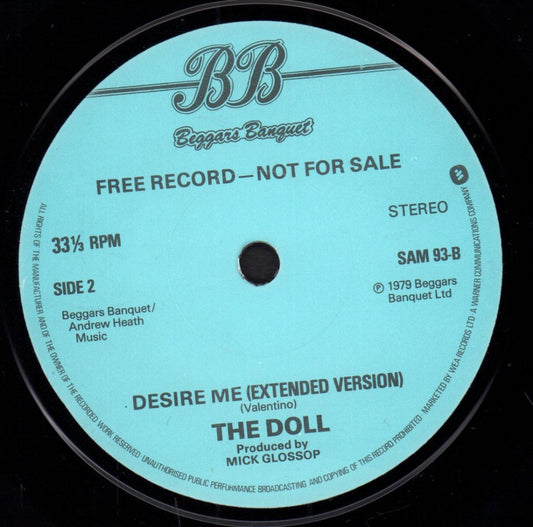 BB
Beggars Banquet
FREE RECORD—NOT FOR SALE
STEREO
33⅓ RPM
SAM 93-B
SIDE 2
℗ 1979 Beggars
Banquet Ltd
Beggars Banquet/
Andrew Heath
Music
DESIRE ME (EXTENDED VERSION)
(Valentino)
THE DOLL
Produced by
MICK GLOSSOP
ALL RIGHTS OF THE MANUFACTURER AND OF THE OWNER OF THE RECORDED WORK RESERVED UNAUTHORISED PUBLIC PERFORMANCE BROADCASTING AND COPYING OF THIS RECORD PROHIBITED MARKETED BY WEA RECORDS LTD A WARNER COMMUNICATIONS COMPANY